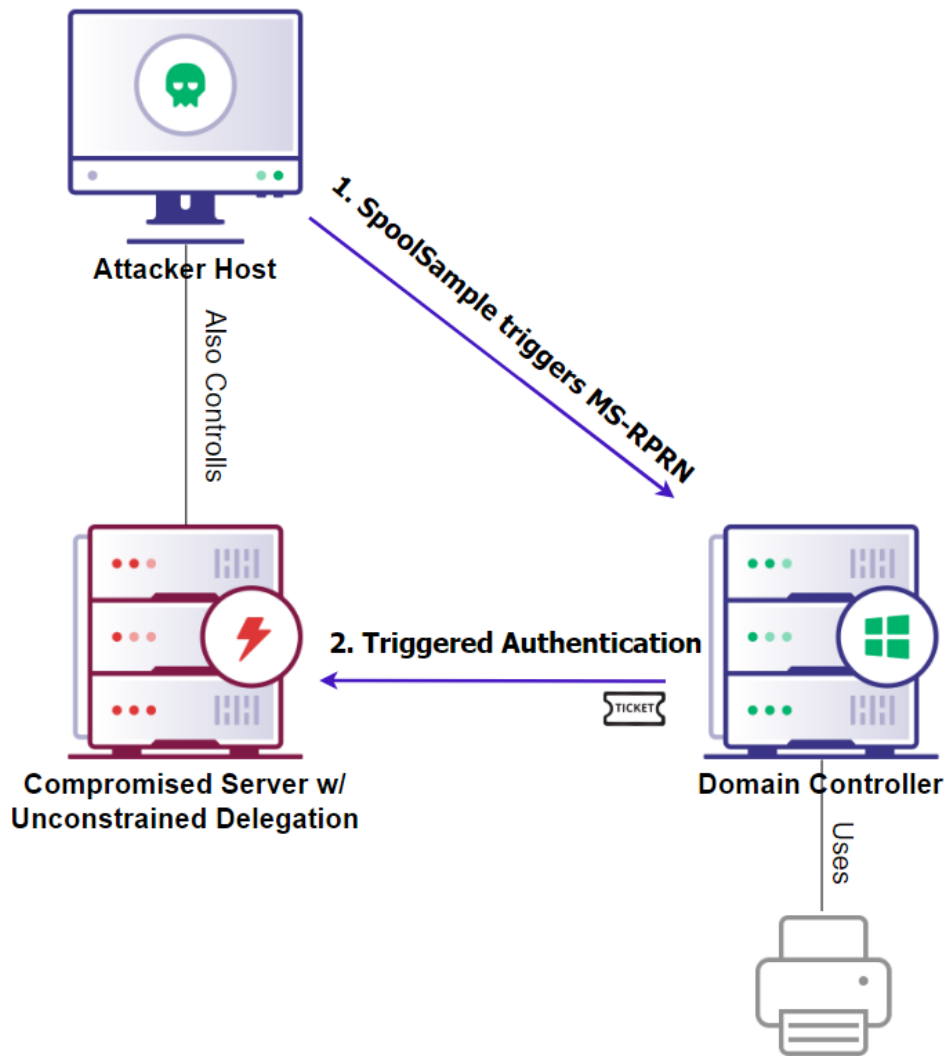 Attacker Host
1. SpoolSample triggers MS-RPRN
Also Controlls
2. Triggered Authentication
TICKET
Compromised Server w/
Unconstrained Delegation
Domain Controller
Uses